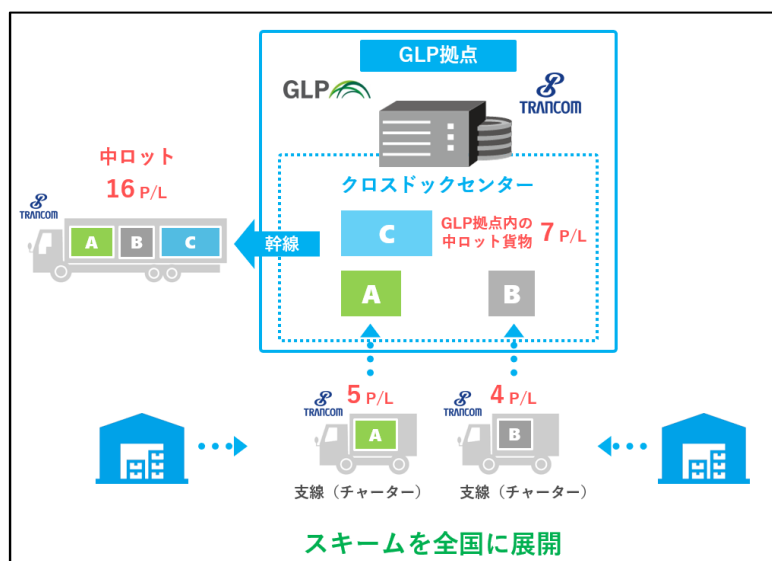 GLP拠点
GLP
TRANCOM
クロスドックセンター
中ロット
16 P/L
TRANCOM
A
B
C
幹線
C
GLP拠点内の
中ロット貨物
7 P/L
A
B
5 P/L
4 P/L
TRANCOM
TRANCOM
A
B
支線（チャーター）
支線（チャーター）
スキームを全国に展開